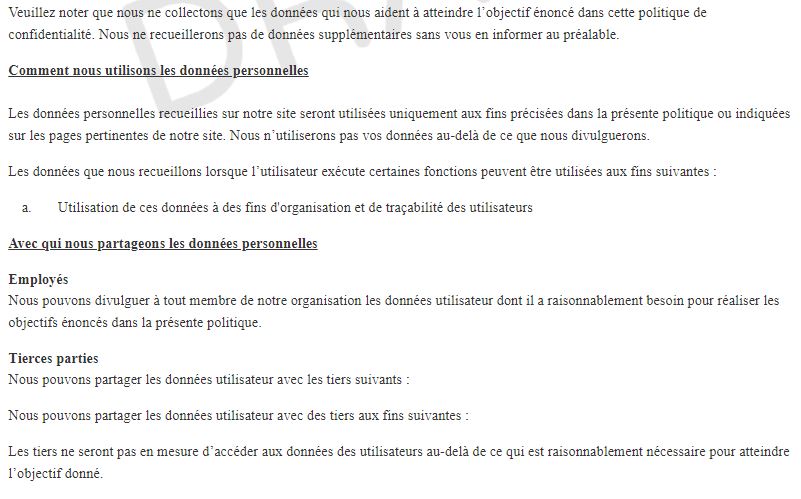 Veuillez noter que nous ne collectons que les données qui nous aident à atteindre l'objectif énoncé dans cette politique de
confidentialité. Nous ne recueillerons pas de données supplémentaires sans vous en informer au préalable.
Comment nous utilisons les données personnelles
Les données personnelles recueillies sur notre site seront utilisées uniquement aux fins précisées dans la présente politique ou indiquées
sur les pages pertinentes de notre site. Nous n'utiliserons pas vos données au-delà de ce que nous divulguerons.
Les données que nous recueillons lorsque l'utilisateur exécute certaines fonctions peuvent être utilisées aux fins suivantes :
a. Utilisation de ces données à des fins d'organisation et de traçabilité des utilisateurs
Avec qui nous partageons les données personnelles
Employés
Nous pouvons divulguer à tout membre de notre organisation les données utilisateur dont il a raisonnablement besoin pour réaliser les
objectifs énoncés dans la présente politique.
Tierces parties
Nous pouvons partager les données utilisateur avec les tiers suivants :
Nous pouvons partager les données utilisateur avec des tiers aux fins suivantes :
Les tiers ne seront pas en mesure d'accéder aux données des utilisateurs au-delà de ce qui est raisonnablement nécessaire pour atteindre
l'objectif donné.